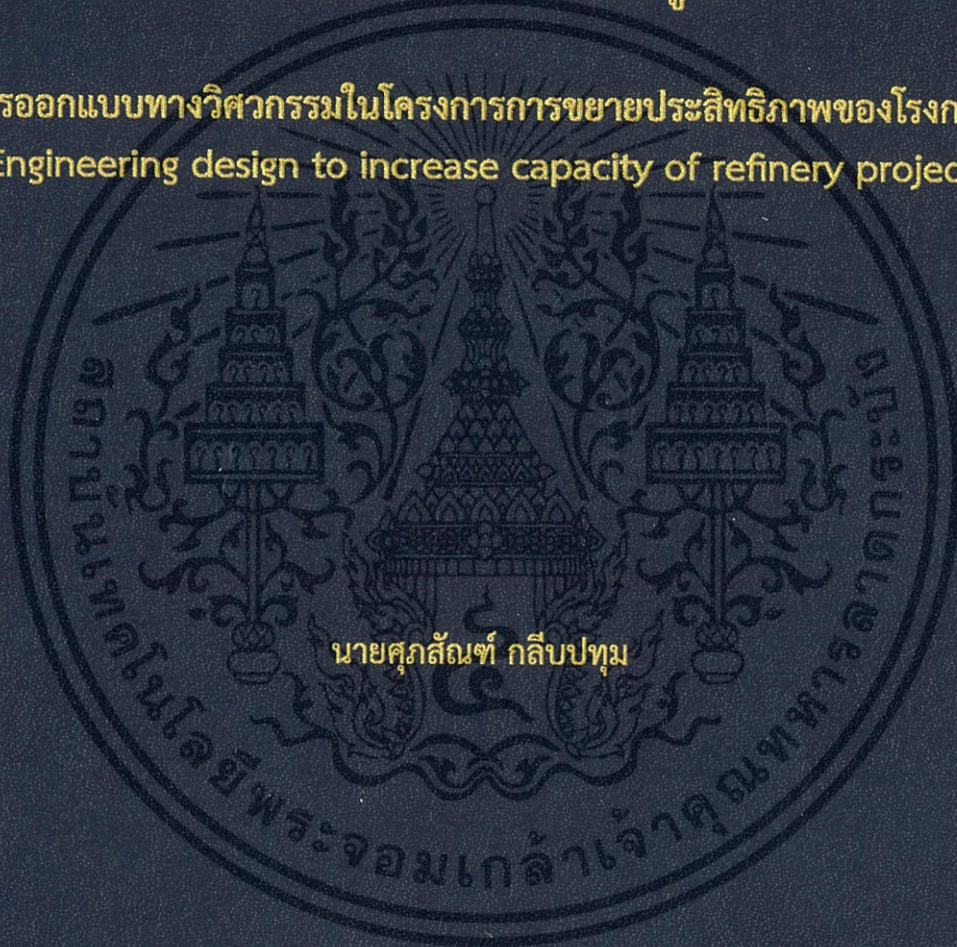 รออกแบบทางวิศวกรรมในโครงการการขยายประสิทธิภาพของโรงก
Engineering design to increase capacity of refinery projec
นายศุภสัณฑ์ กลีบปทุม
สถาบันเทคโนโลยีพระจอมเกล้าเจ้าคุณทหารลาดกระบัง